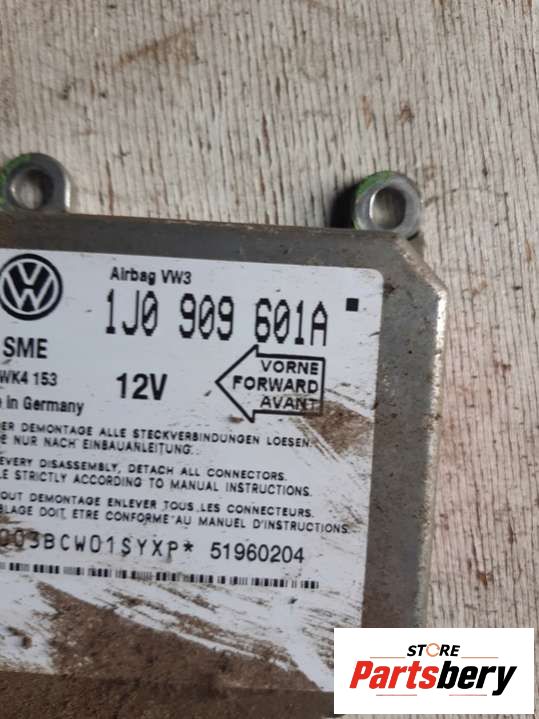 Airbag VW3
1J0 909 601A
SME
WK4 153
12V
VORNE
FORWARD
AVANT
in Germany
DEMONTAGE ALLE STECKVERBINDUNGEN LOESEN
NUR NACH EINBAUANLEITUNG.
EVERY DISASSEMBLY, DETACH ALL CONNECTORS.
STRICTLY ACCORDING TO MANUAL INSTRUCTIONS.
OUT DEMONTAGE ENLEVER TOUS LES CONNECTEURS.
BLAGE DOIT ETRE CONFORME AU MANUEL D'INSTRUCTIONS.
003BCW01SYXP* 51960204
STORE
Partsbery